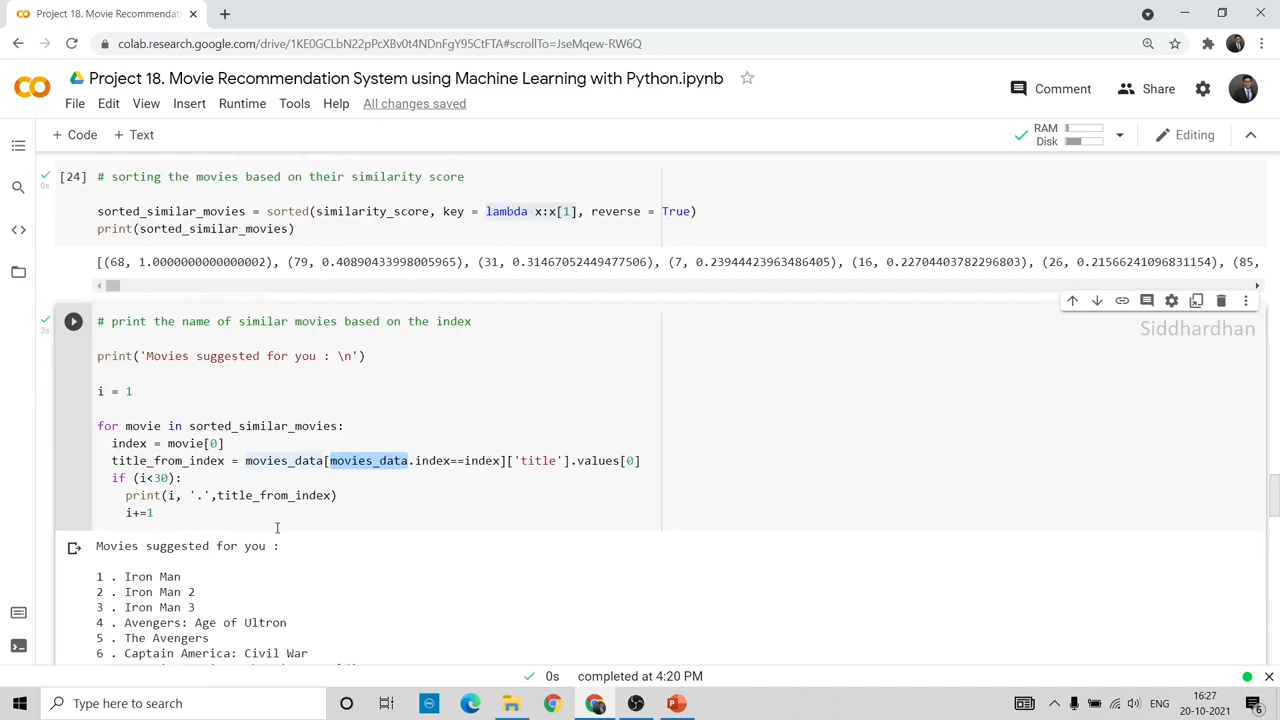 Project 18. Movie Recommendati
colab.research.google.com/drive/1KE0GCLbN22pPcXBv0t4NDnFgY95CtFTA#scrollTo=JseMqew-RW6Q
Project 18. Movie Recommendation System using Machine Learning with Python.ipynb
Comment
Share
File Edit View Insert Runtime Tools Help All changes saved
+ Code + Text
RAM
Disk
Editing
[24] # sorting the movies based on their similarity score
0s
sorted_similar_movies = sorted(similarity_score, key = lambda x:x[1], reverse = True)
print(sorted_similar_movies)
[(68, 1.0000000000000002), (79, 0.40890433998005965), (31, 0.31467052449477506), (7, 0.23944423963486405), (16, 0.22704403782296803), (26, 0.21566241096831154), (85,
# print the name of similar movies based on the index
3s
Siddhardhan
print('Movies suggested for you : \n')
i = 1
for movie in sorted_similar_movies:
index = movie[0]
title_from_index = movies_data[movies_data.index==index]['title'].values[0]
if (i<30):
print(i, '.',title_from_index)
i+=1
Movies suggested for you :
1 . Iron Man
2 . Iron Man 2
3 . Iron Man 3
4 . Avengers: Age of Ultron
5 . The Avengers
6 . Captain America: Civil War
0s completed at 4:20 PM
Type here to search
ENG
16:27
20-10-2021
6